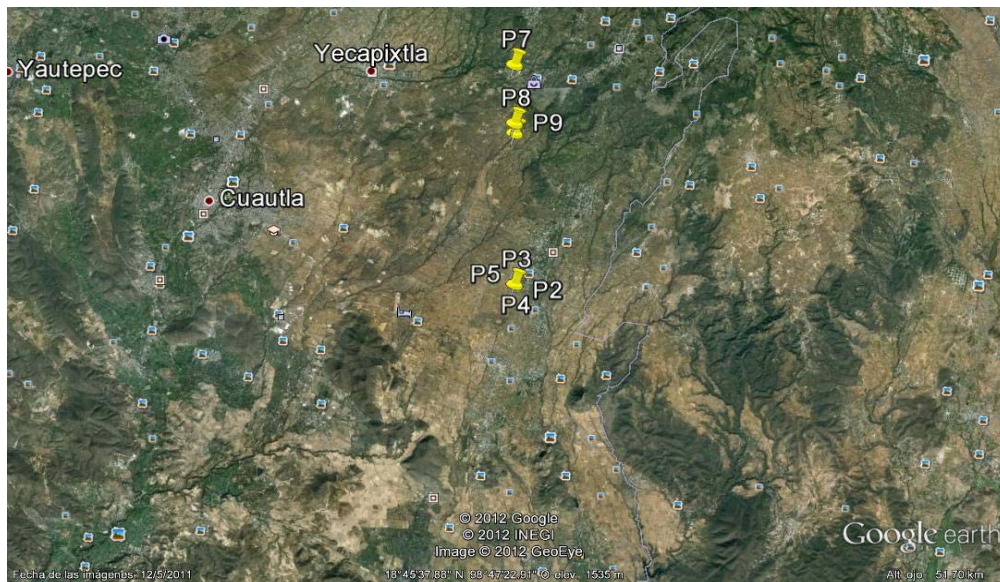 P7
Yecapixtla
Yautepec
P8
P9
Cuautla
P3
P5
P2
P4
© 2012 Google
© 2012 INEGI
Image © 2012 GeoEye
Google earth
Fecha de las imágenes: 12/5/2011 18°45'37.88" N 98°47'22.91" O elev. 1535 m Alt. ojo 51.70 km